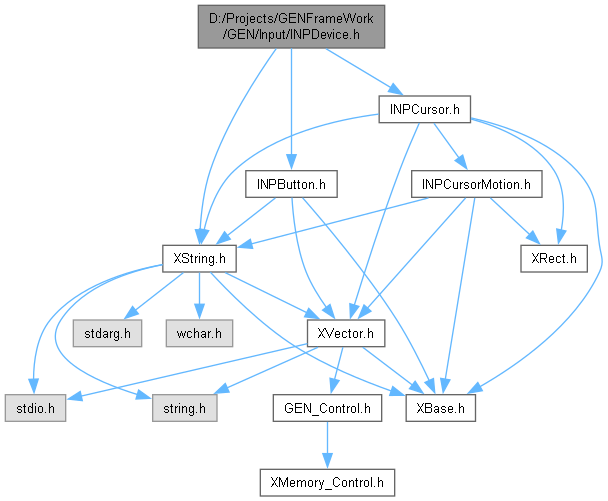 D:/Projects/GENFrameWork
/GEN/Input/INPDevice.h
INPCursor.h
INPButton.h
INPCursorMotion.h
XString.h
XRect.h
stdarg.h
wchar.h
XVector.h
stdio.h
string.h
GEN_Control.h
XBase.h
XMemory_Control.h